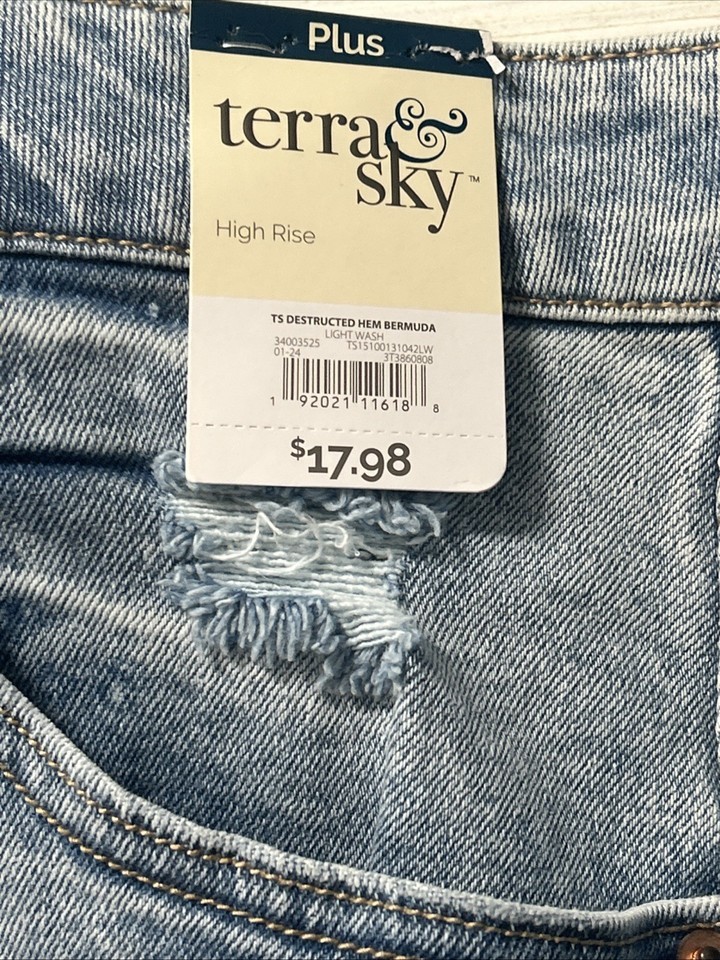 Plus
terra&
sky™
High Rise
TS DESTRUCTED HEM BERMUDA
LIGHT WASH
34003525 TS15100131042LW
01-24 3T3860808
1 92021 11618 8
$17.98